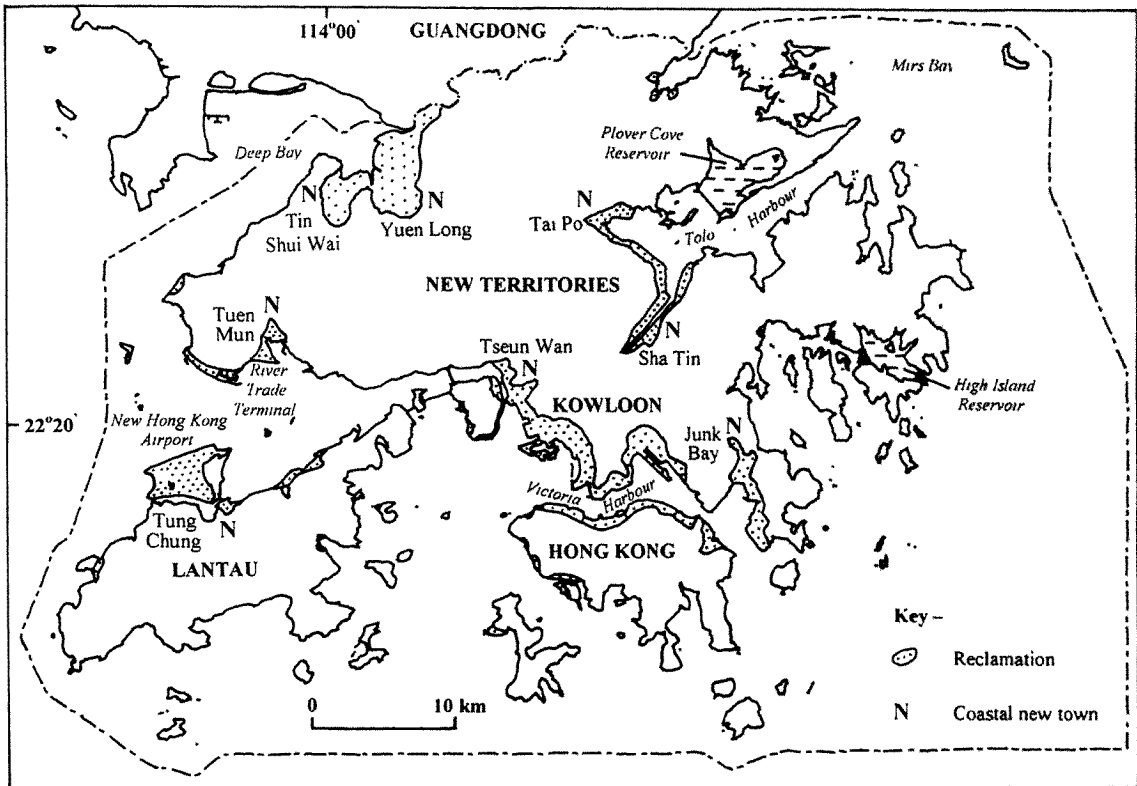 114°00'
GUANGDONG
Mirs Bay
Plover Cove
Reservoir
Deep Bay
N
Tin
Shui Wai
N
Yuen Long
N
Tai Po
Tolo
Harbour
NEW TERRITORIES
N
Tuen
Mun
River
Trade
Terminal
Tseun Wan
N
N
Sha Tin
High Island
Reservoir
22°20'
New Hong Kong
Airport
KOWLOON
Junk
Bay
N
Victoria
Harbour
Tung
Chung
N
LANTAU
HONG KONG
Key –
Reclamation
N
Coastal new town
0
10 km